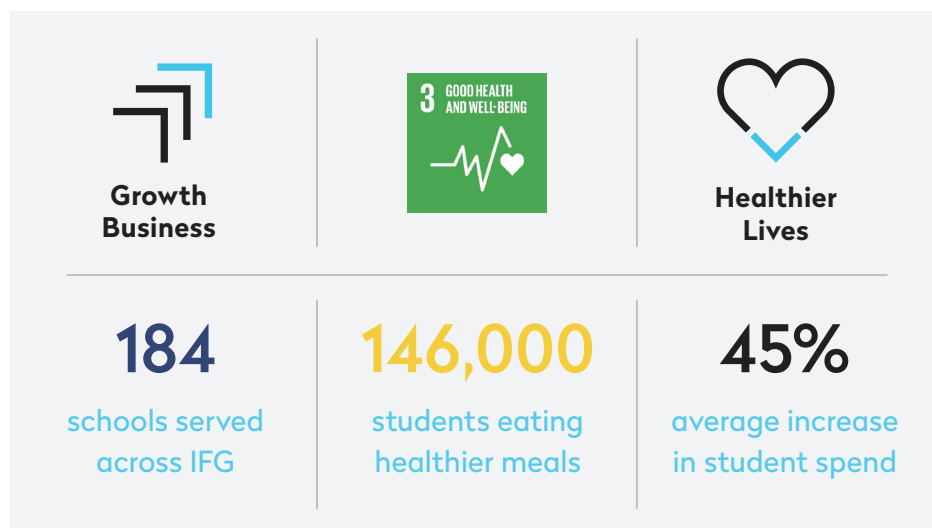 Growth
Business
3 GOOD HEALTH
AND WELL-BEING
Healthier
Lives
184
schools served
across IFG
146,000
students eating
healthier meals
45%
average increase
in student spend